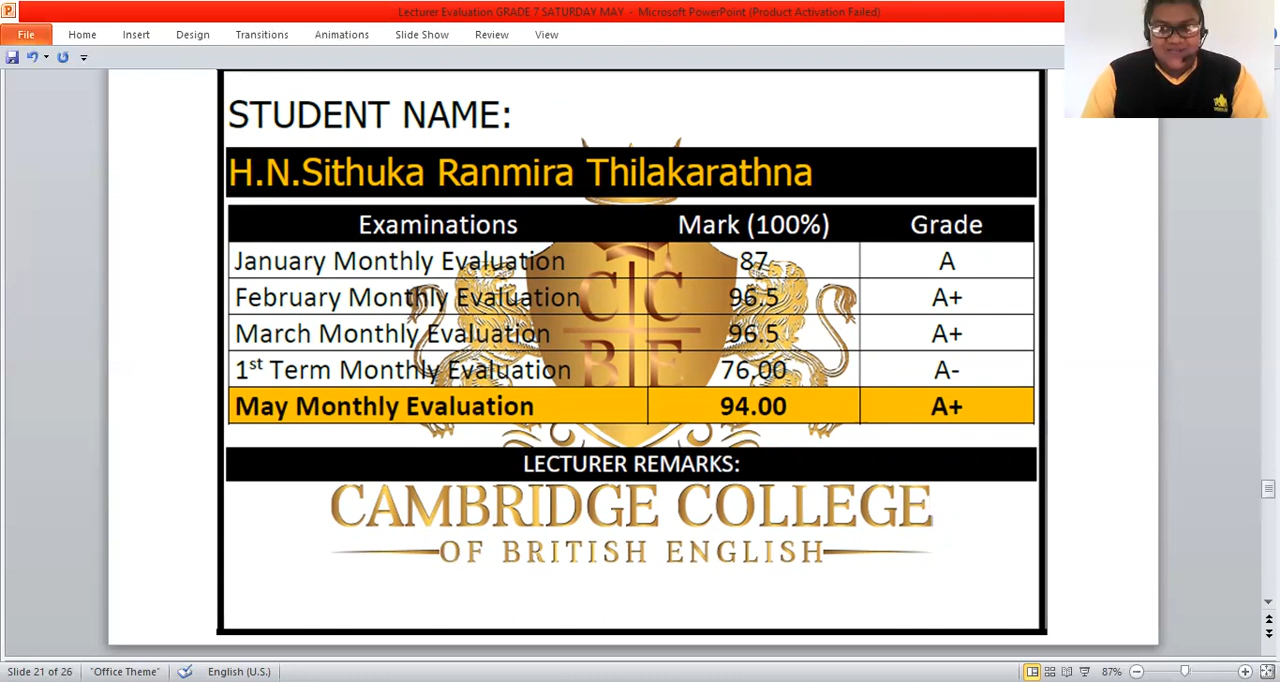 Lecturer Evaluation GRADE 7 SATURDAY MAY - Microsoft PowerPoint (Product Activation Failed)
File Home Insert Design Transitions Animations Slide Show Review View
STUDENT NAME:
H.N.Sithuka Ranmira Thilakarathna
Examinations Mark (100%) Grade
January Monthly Evaluation 87 A
February Monthly Evaluation 96.5 A+
March Monthly Evaluation 96.5 A+
1st Term Monthly Evaluation 76.00 A-
May Monthly Evaluation 94.00 A+
C C
B E
LECTURER REMARKS:
CAMBRIDGE COLLEGE
OF BRITISH ENGLISH
Slide 21 of 26 "Office Theme" English (U.S.) 87%